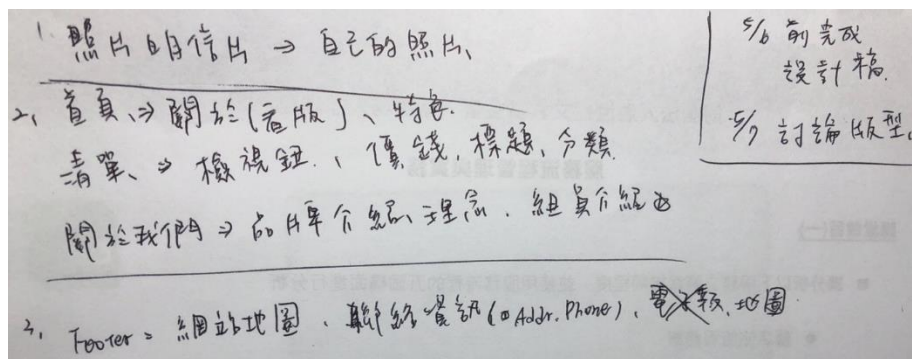 1. 照片明信片 → 自己的照片、
2、首頁、⇒ 關於(看版)、特色.
清單、⇒ 檢視鈕.、價錢、標題、分類.
關於我們 ⇒ 品牌介紹、理念、組員介紹
3、Footer = 網站地圖、聯絡資訊(Addr. Phone)、地圖
5/6 前完成
設計稿.
5/7 討論版型.